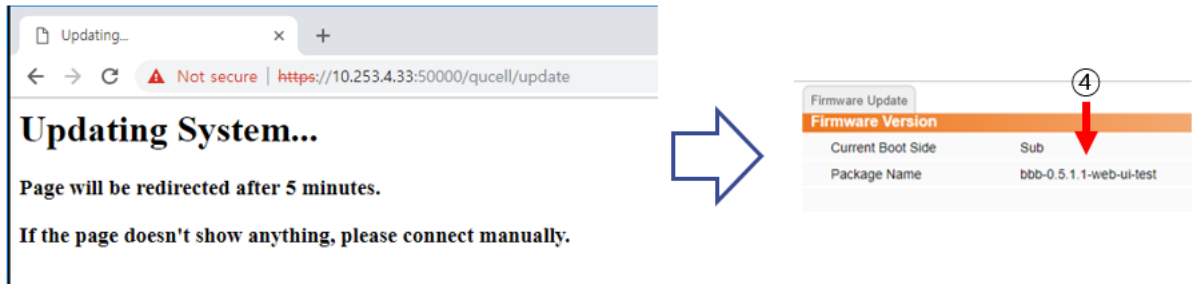 Updating...
Not secure | https://10.253.4.33:50000/qucell/update
Updating System...
Page will be redirected after 5 minutes.
If the page doesn't show anything, please connect manually.
④
Firmware Update
Firmware Version
Current Boot Side Sub
Package Name bbb-0.5.1.1-web-ui-test